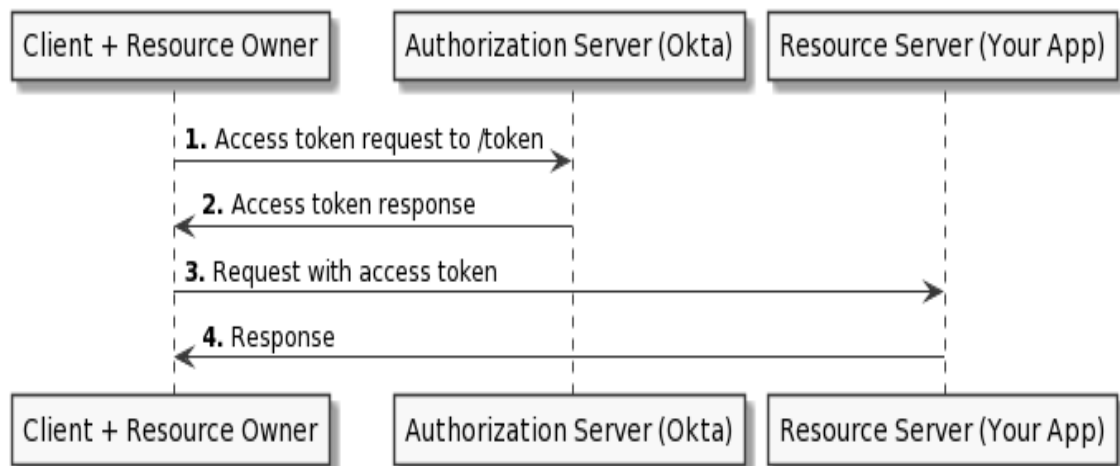 Client + Resource Owner
Authorization Server (Okta)
Resource Server (Your App)
1. Access token request to /token
2. Access token response
3. Request with access token
4. Response
Client + Resource Owner
Authorization Server (Okta)
Resource Server (Your App)